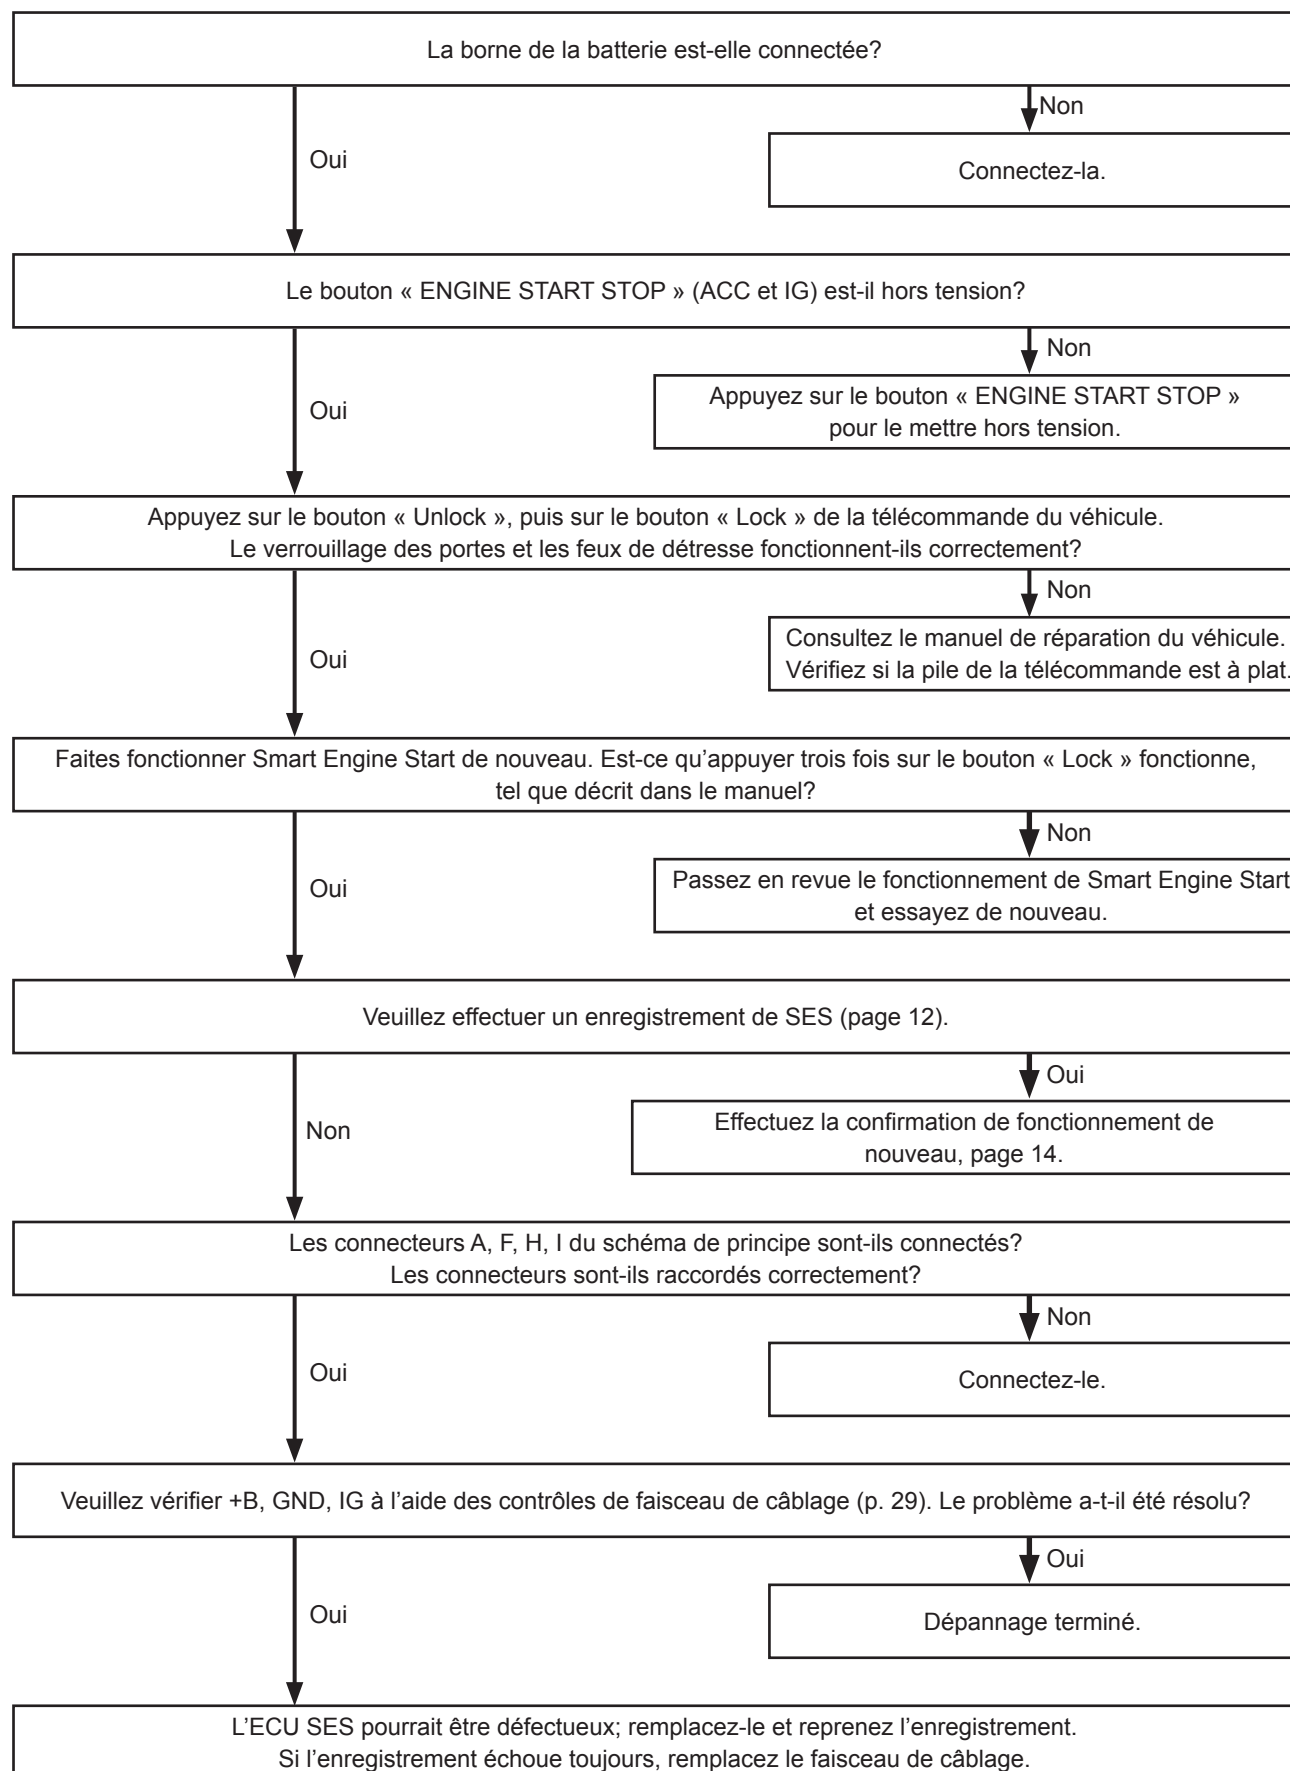 La borne de la batterie est-elle connectée?
Non
Oui
Connectez-la.
Le bouton « ENGINE START STOP » (ACC et IG) est-il hors tension?
Non
Oui
Appuyez sur le bouton « ENGINE START STOP »
pour le mettre hors tension.
Appuyez sur le bouton « Unlock », puis sur le bouton « Lock » de la télécommande du véhicule.
Le verrouillage des portes et les feux de détresse fonctionnent-ils correctement?
Non
Oui
Consultez le manuel de réparation du véhicule.
Vérifiez si la pile de la télécommande est à plat.
Faites fonctionner Smart Engine Start de nouveau. Est-ce qu’appuyer trois fois sur le bouton « Lock » fonctionne,
tel que décrit dans le manuel?
Non
Oui
Passez en revue le fonctionnement de Smart Engine Start
et essayez de nouveau.
Veuillez effectuer un enregistrement de SES (page 12).
Oui
Non
Effectuez la confirmation de fonctionnement de
nouveau, page 14.
Les connecteurs A, F, H, I du schéma de principe sont-ils connectés?
Les connecteurs sont-ils raccordés correctement?
Non
Oui
Connectez-le.
Veuillez vérifier +B, GND, IG à l’aide des contrôles de faisceau de câblage (p. 29). Le problème a-t-il été résolu?
Oui
Oui
Dépannage terminé.
L’ECU SES pourrait être défectueux; remplacez-le et reprenez l’enregistrement.
Si l’enregistrement échoue toujours, remplacez le faisceau de câblage.